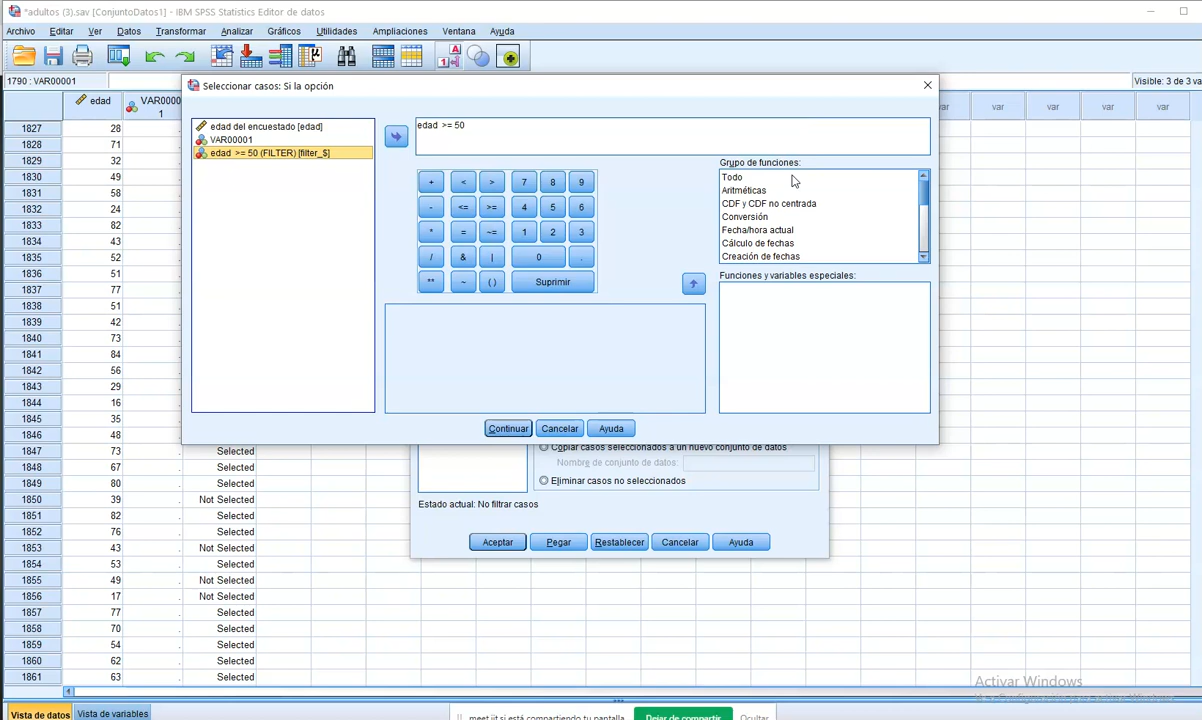 *adultos (3).sav [ConjuntoDatos1] - IBM SPSS Statistics Editor de datos
Archivo Editar Ver Datos Transformar Analizar Gráficos Utilidades Ampliaciones Ventana Ayuda
1790 : VAR00001
Visible: 3 de 3 va
Seleccionar casos: Si la opción
edad VAR0000
1
var var var var var
edad del encuestado [edad]
VAR00001
edad >= 50 (FILTER) [filter_$]
edad >= 50
Grupo de funciones:
Todo
Aritméticas
CDF y CDF no centrada
Conversión
Fecha/hora actual
Cálculo de fechas
Creación de fechas
+ < > 7 8 9
- <= >= 4 5 6
* = ~= 1 2 3
/ & | 0 .
** ~ ( ) Suprimir
Funciones y variables especiales:
Continuar Cancelar Ayuda
Copiar casos seleccionados a un nuevo conjunto de datos
Nombre de conjunto de datos:
Eliminar casos no seleccionados
Estado actual: No filtrar casos
Aceptar Pegar Restablecer Cancelar Ayuda
1827 28
1828 71
1829 32
1830 49
1831 58
1832 24
1833 82
1834 43
1835 52
1836 51
1837 77
1838 51
1839 42
1840 73
1841 84
1842 56
1843 29
1844 16
1845 35
1846 48
1847 73 . Selected
1848 67 . Selected
1849 80 . Selected
1850 39 . Not Selected
1851 82 . Selected
1852 76 . Selected
1853 43 . Not Selected
1854 53 . Selected
1855 49 . Not Selected
1856 17 . Not Selected
1857 77 . Selected
1858 70 . Selected
1859 54 . Selected
1860 62 . Selected
1861 63 . Selected
Activar Windows
Vista de datos Vista de variables
meet.jit.si está compartiendo tu pantalla. Dejar de compartir Ocultar